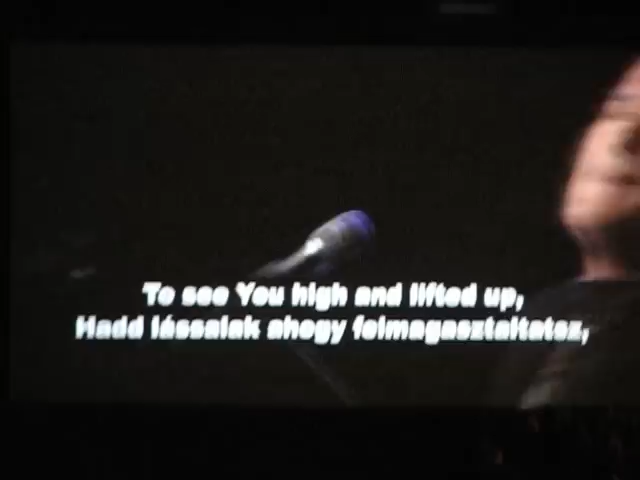 To see You high and lifted up,
Hadd lássalak ahogy felmagasztaltatsz,